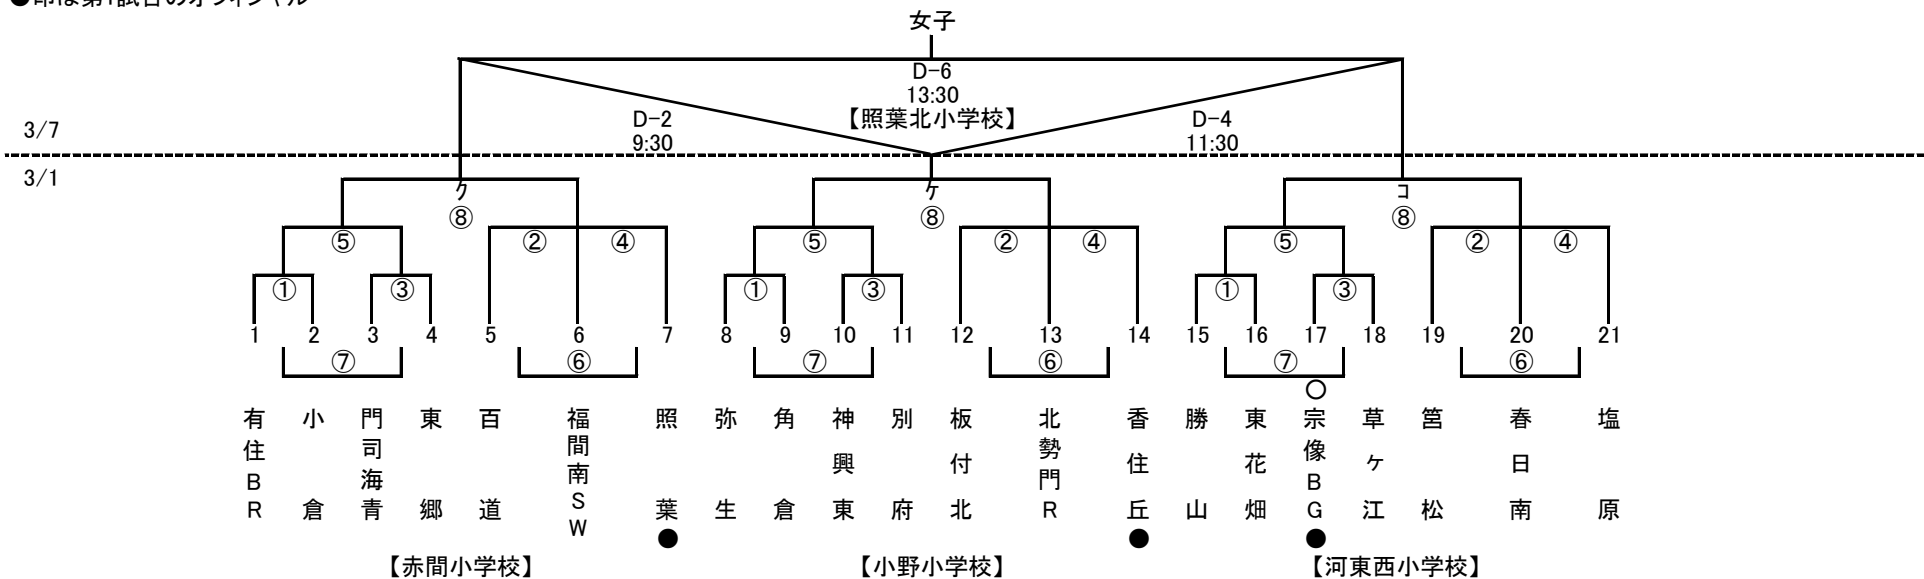 ●印は第1試合のオフィシャル
女子
D-6
13:30
【照葉北小学校】
D-2
9:30
D-4
11:30
3/7
3/1
ク ケ コ
⑧ ⑧ ⑧
⑤ ② ④ ⑤ ② ④ ⑤ ② ④
① ③ ① ③ ① ③
1 2 3 4 5 6 7 8 9 10 11 12 13 14 15 16 17 18 19 20 21
⑦ ⑥ ⑦ ⑥ ⑦ ⑥
○
有住BR
小倉
門司海青
東郷
百道
福間南SW
照葉
弥生
角倉
神興東
別府
板付北
北勢門R
香住丘
勝山
東花畑
宗像BG
草ヶ江
筥松
春日南
塩原
● ● ●
【赤間小学校】 【小野小学校】 【河東西小学校】